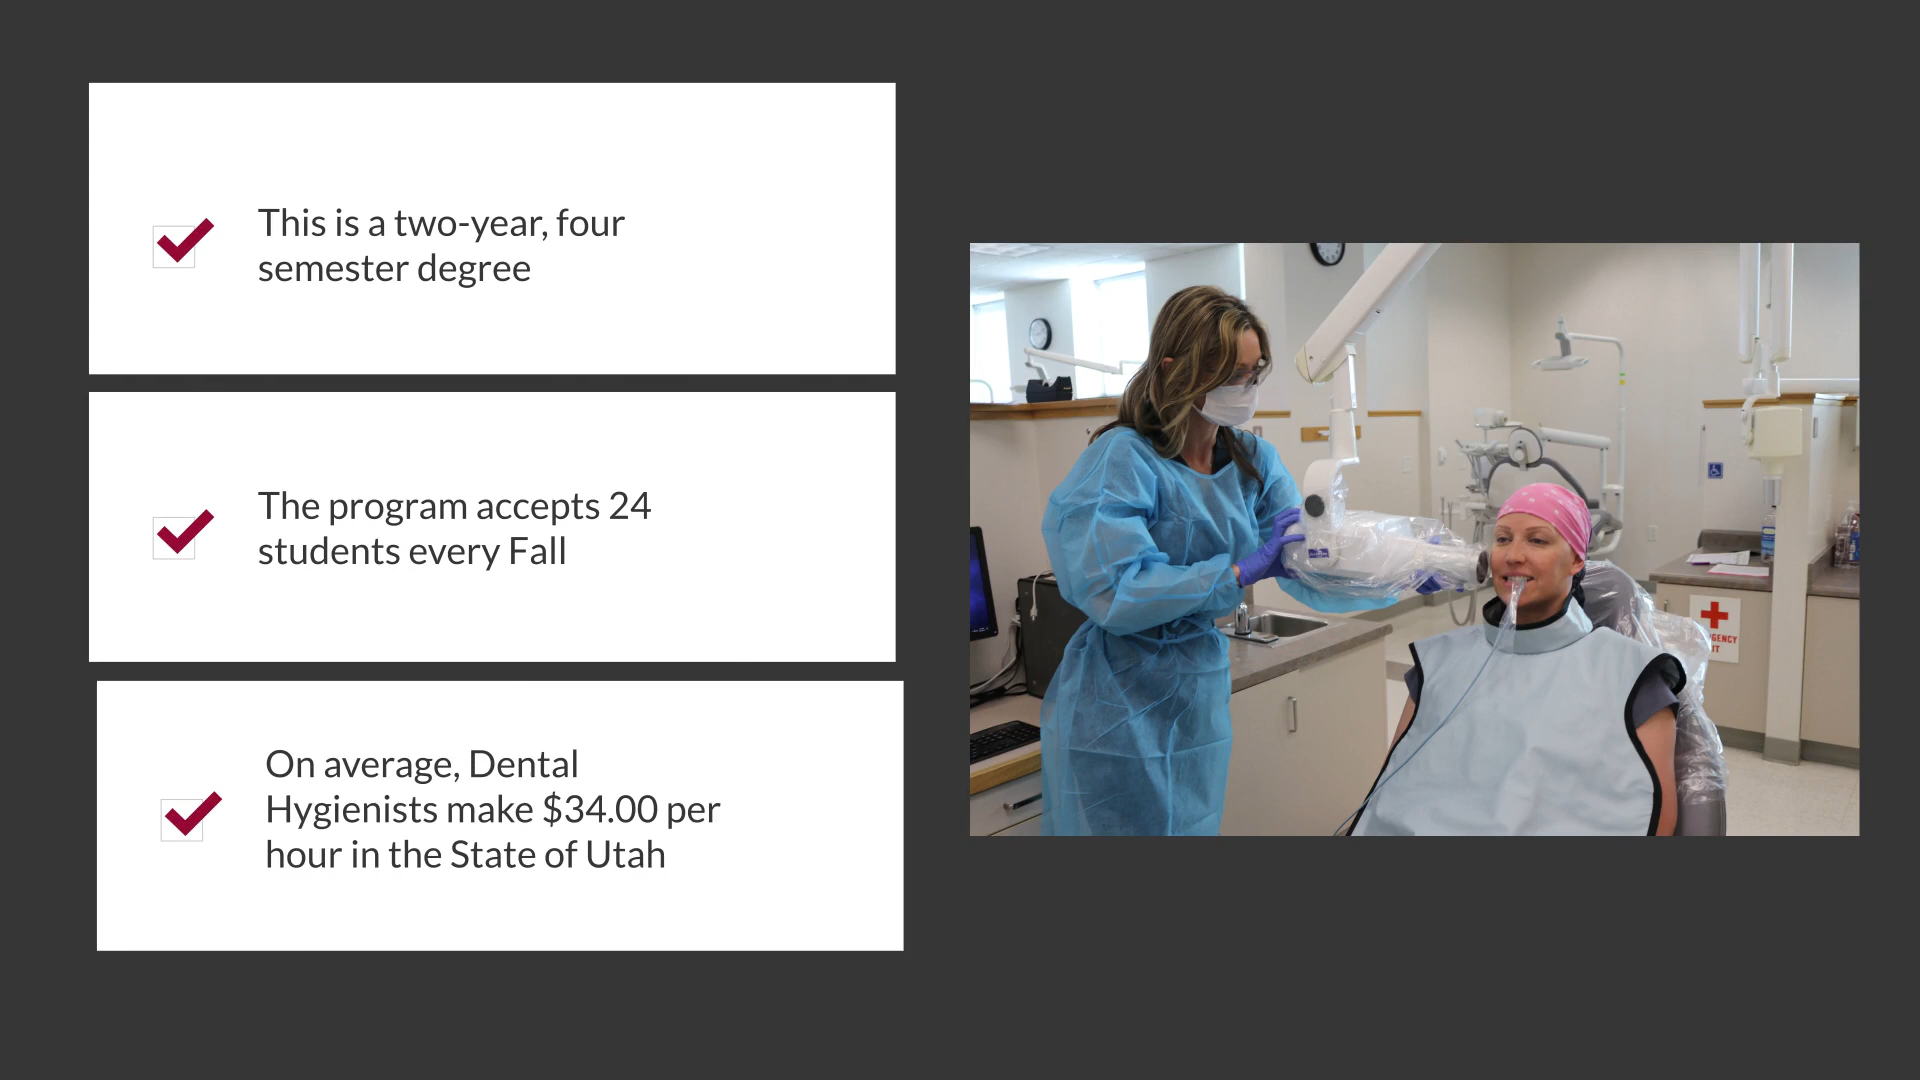 This is a two-year, four
semester degree
The program accepts 24
students every Fall
On average, Dental
Hygienists make $34.00 per
hour in the State of Utah